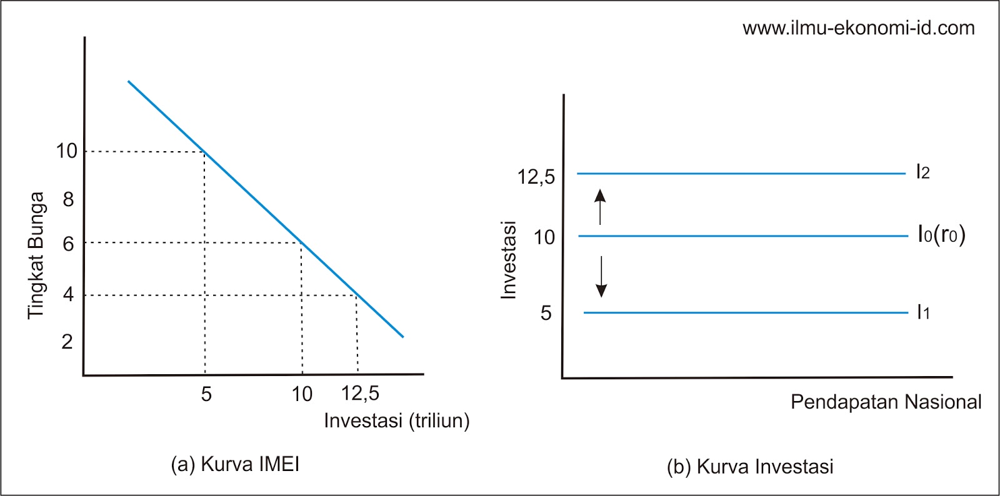 www.ilmu-ekonomi-id.com
Tingkat Bunga
10
8
6
4
2
5 10 12,5
Investasi (triliun)
(a) Kurva IMEI
Investasi
12,5
10
5
I2
I0(r0)
I1
Pendapatan Nasional
(b) Kurva Investasi